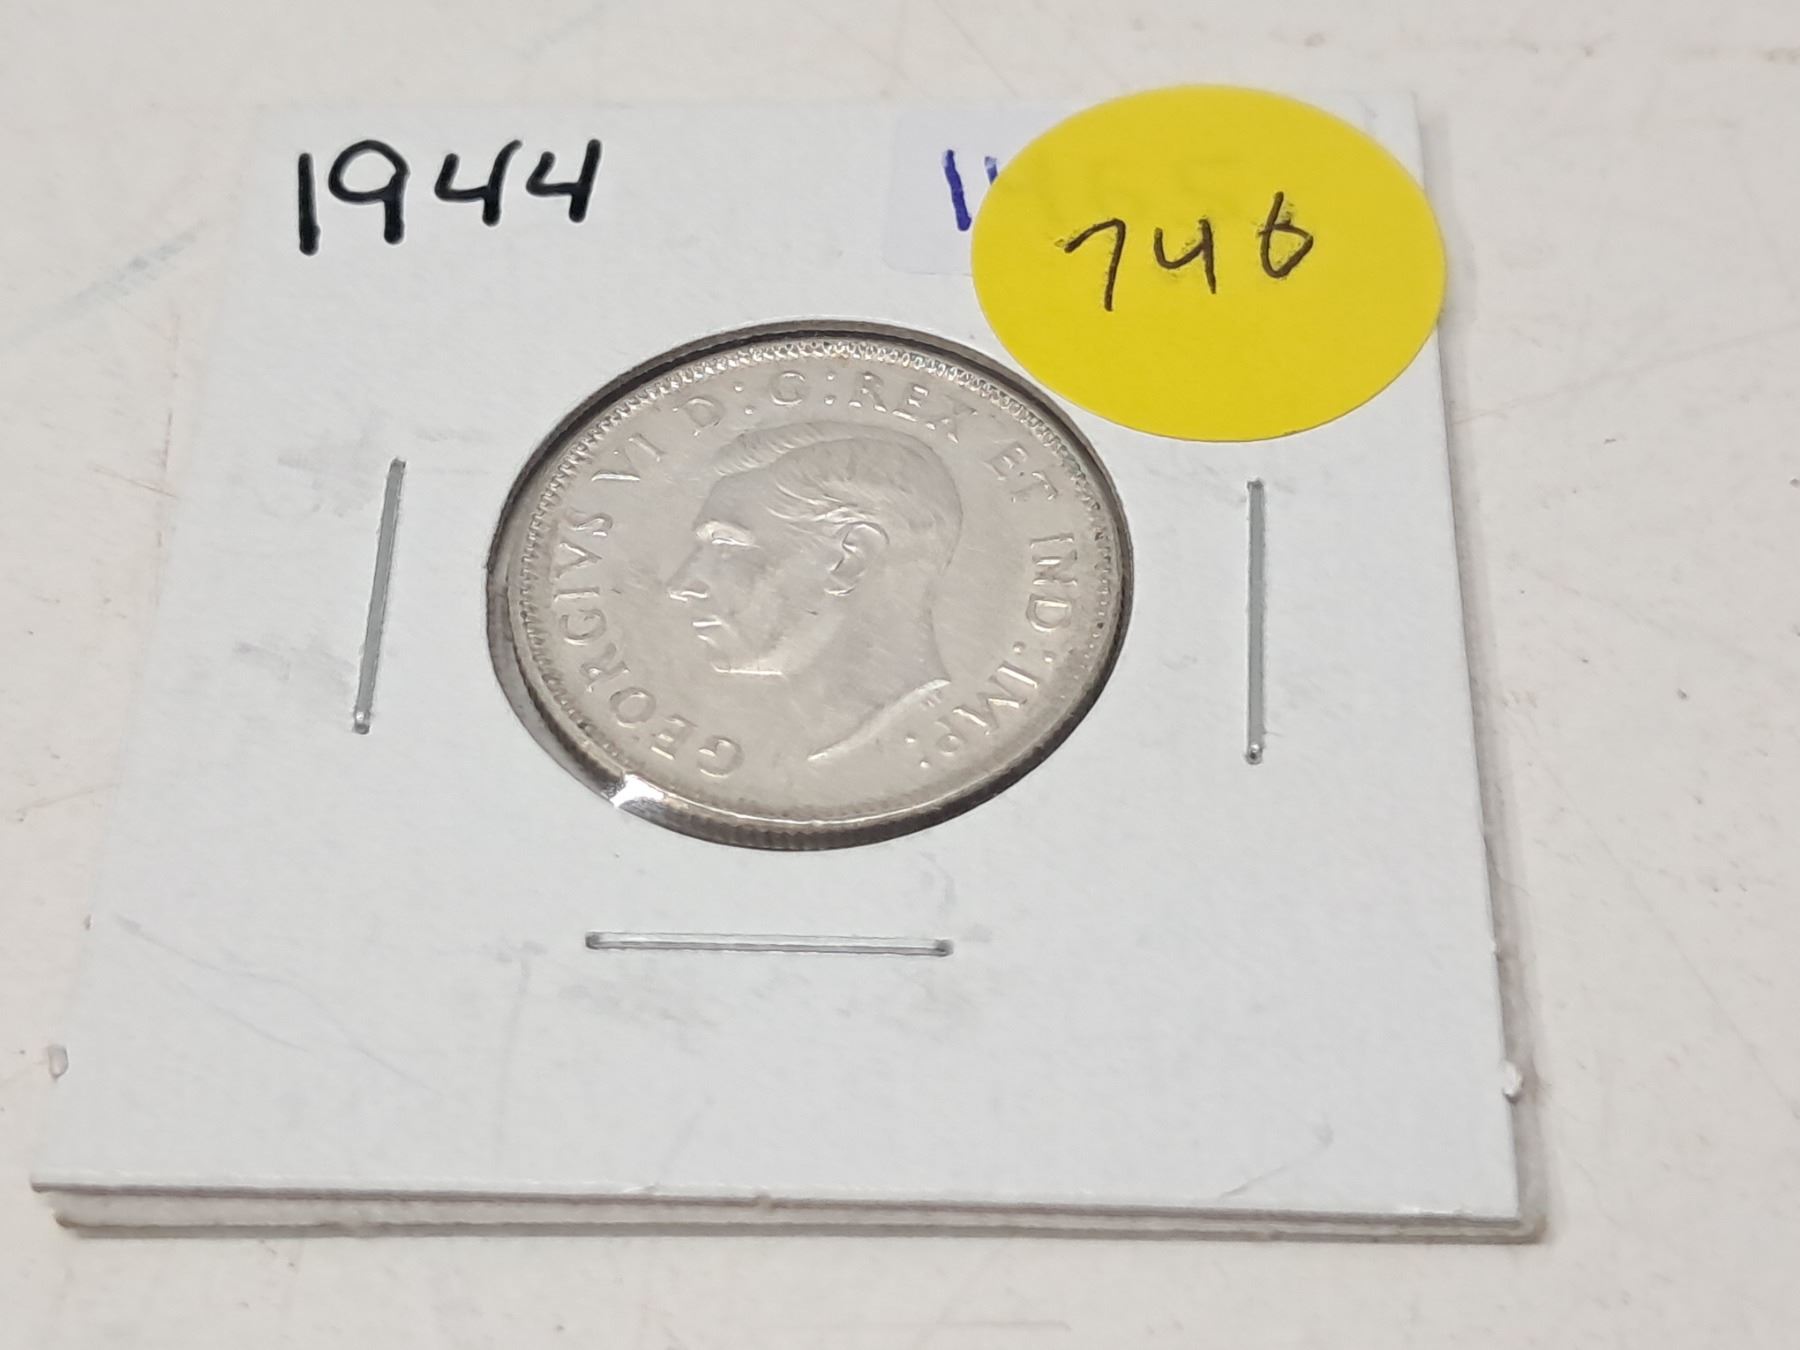 1944
746
GEORGIVS VI D:G:REX ET IND:IMP: